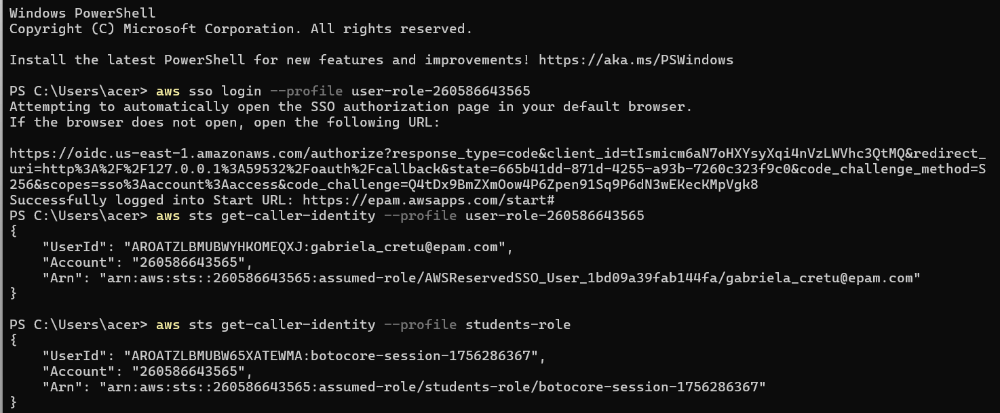 Windows PowerShell
Copyright (C) Microsoft Corporation. All rights reserved.
Install the latest PowerShell for new features and improvements! https://aka.ms/PSWindows
PS C:\Users\acer> aws sso login --profile user-role-260586643565
Attempting to automatically open the SSO authorization page in your default browser.
If the browser does not open, open the following URL:
https://oidc.us-east-1.amazonaws.com/authorize?response_type=code&client_id=tIsmicm6aN7oHXYsyXqi4nVzLWVhc3QtMQ&redirect_
uri=http%3A%2F%2F127.0.0.1%3A59532%2Foauth%2Fcallback&state=665b41dd-871d-4255-a93b-7260c323f9c0&code_challenge_method=S
256&scopes=sso%3Aaccount%3Aaccess&code_challenge=Q4tDx9BmZXmOow4P6Zpen91Sq9P6dN3wEKecKMpVgk8
Successfully logged into Start URL: https://epam.awsapps.com/start#
PS C:\Users\acer> aws sts get-caller-identity --profile user-role-260586643565
{
    "UserId": "AROATZLBMUBWYHKOMEQXJ:gabriela_cretu@epam.com",
    "Account": "260586643565",
    "Arn": "arn:aws:sts::260586643565:assumed-role/AWSReservedSSO_User_1bd09a39fab144fa/gabriela_cretu@epam.com"
}
PS C:\Users\acer> aws sts get-caller-identity --profile students-role
{
    "UserId": "AROATZLBMUBW65XATEWMA:botocore-session-1756286367",
    "Account": "260586643565",
    "Arn": "arn:aws:sts::260586643565:assumed-role/students-role/botocore-session-1756286367"
}